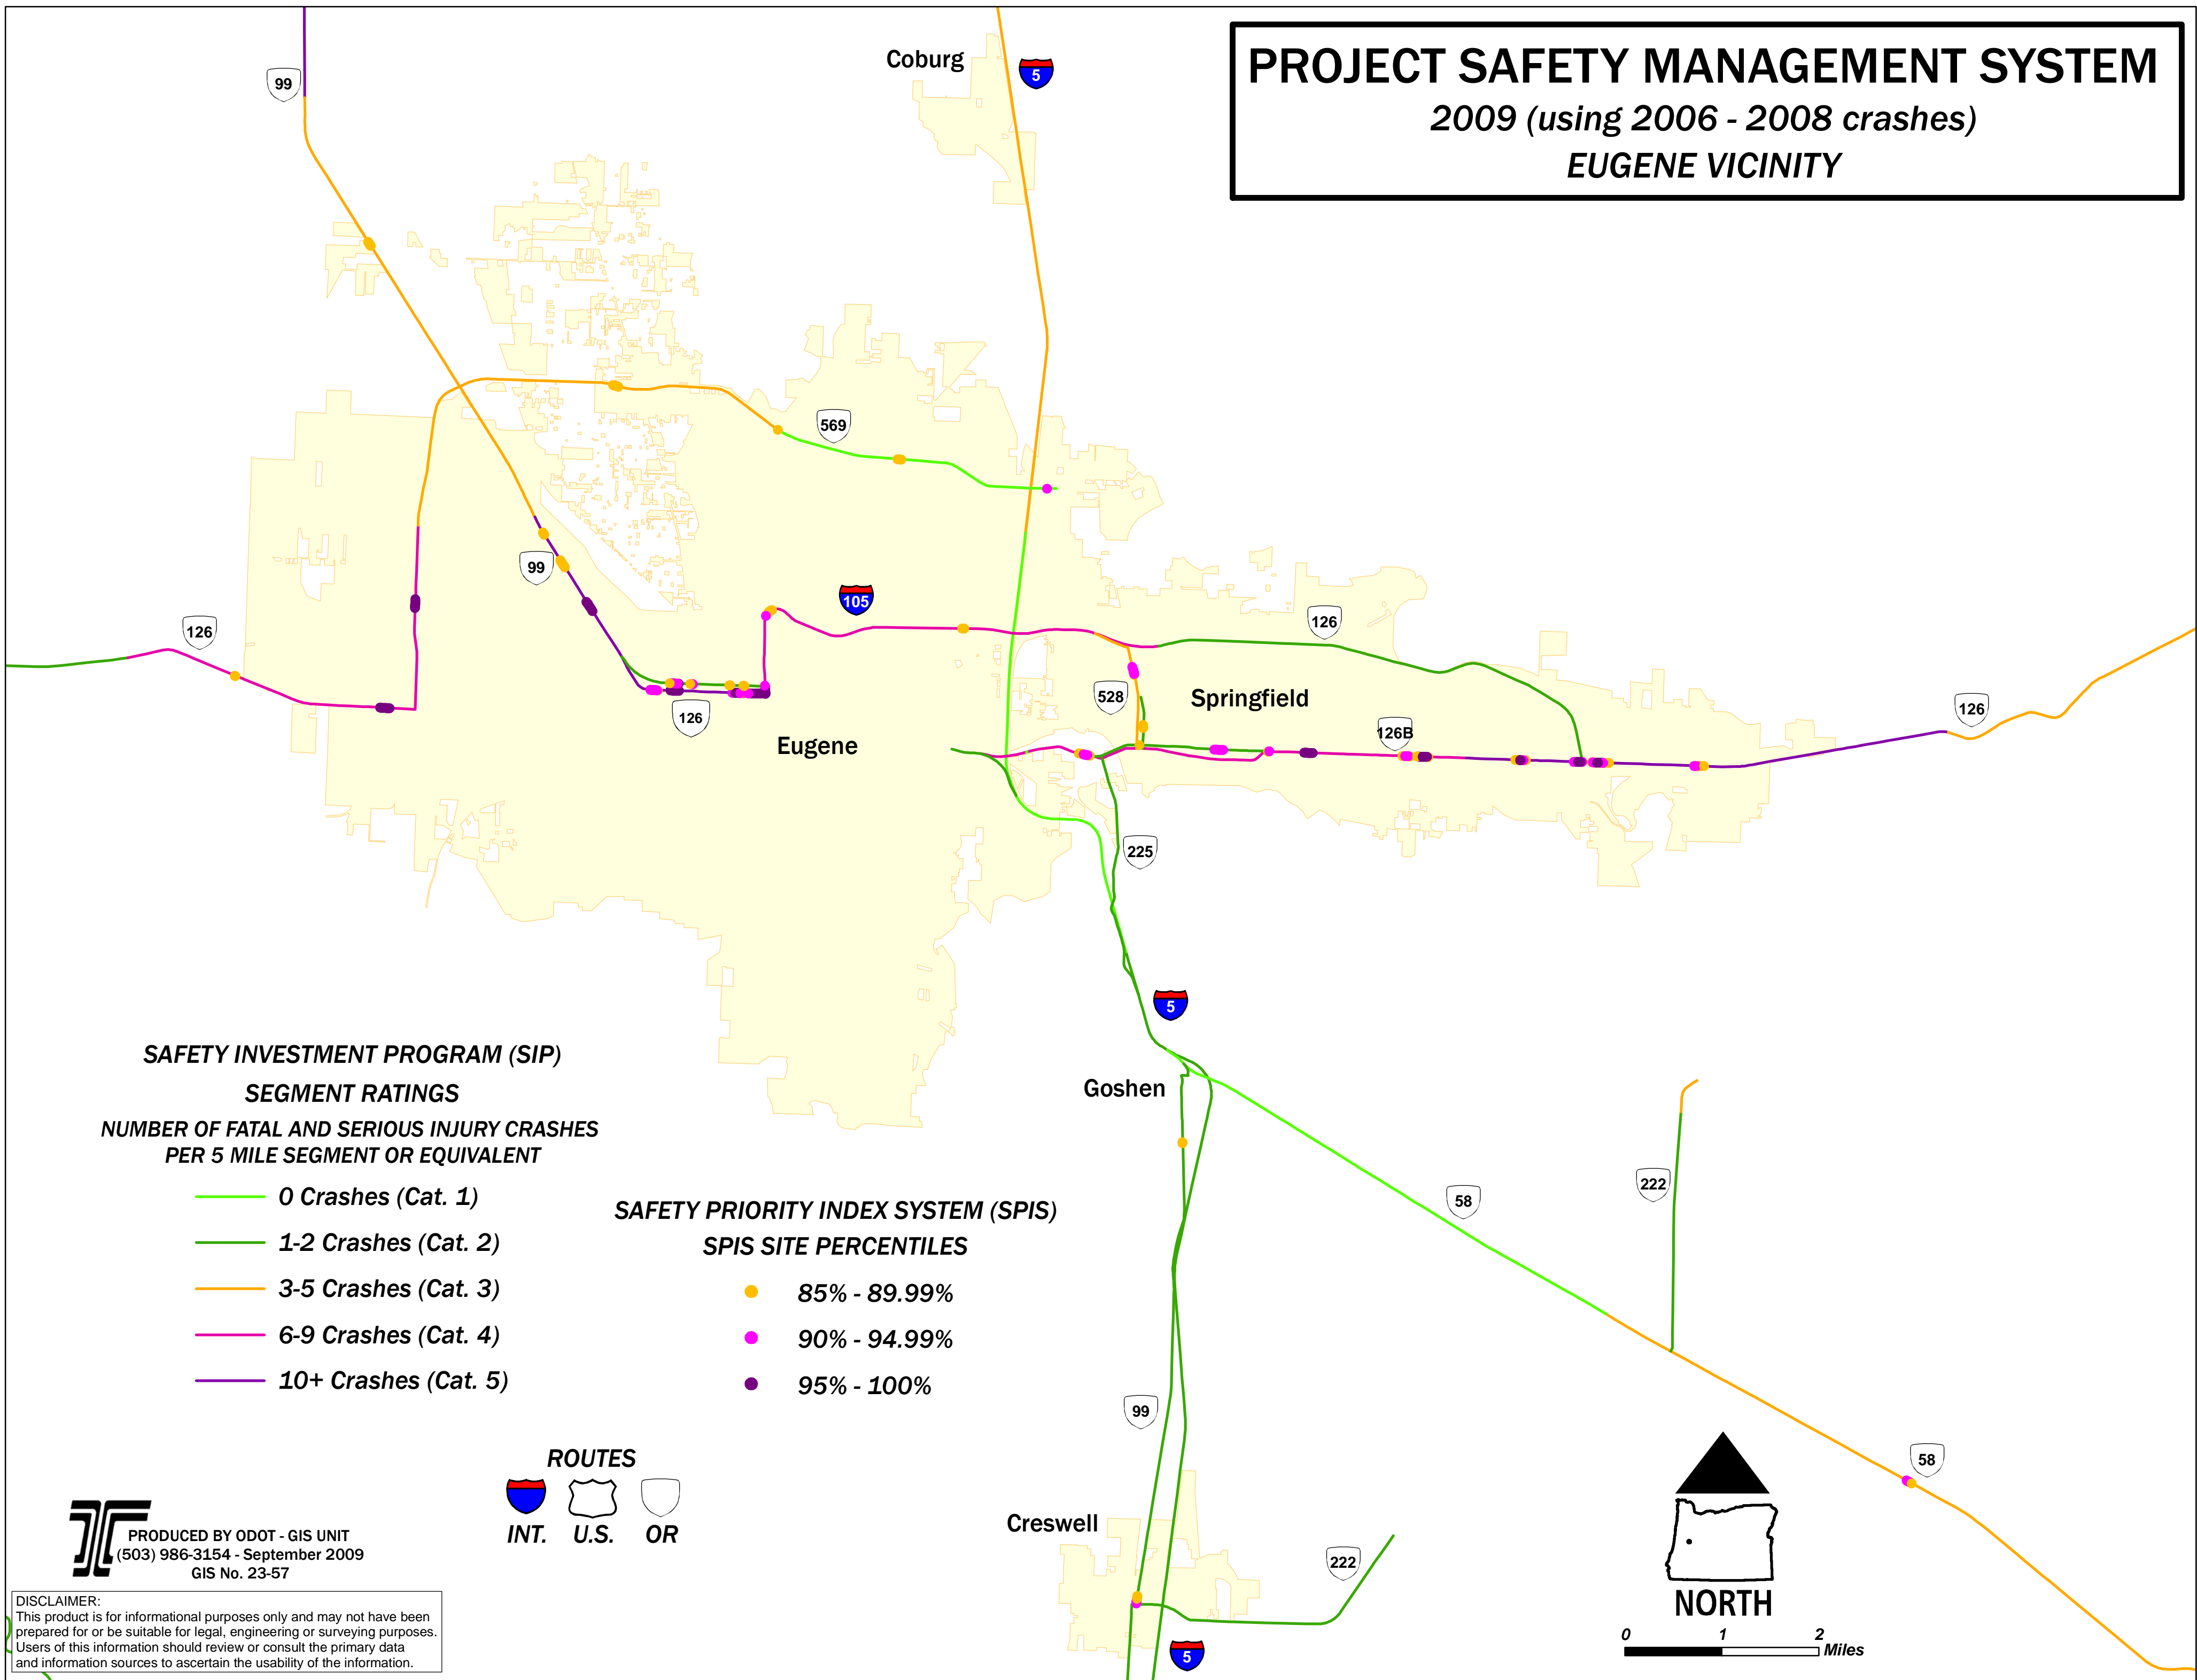 PROJECT SAFETY MANAGEMENT SYSTEM
2009 (using 2006 - 2008 crashes)
EUGENE VICINITY
Coburg
5
99
569
99
105
126
126
126
528
Springfield
126
126B
Eugene
225
5
Goshen
58
222
99
58
Creswell
222
5
SAFETY INVESTMENT PROGRAM (SIP)
SEGMENT RATINGS
NUMBER OF FATAL AND SERIOUS INJURY CRASHES
PER 5 MILE SEGMENT OR EQUIVALENT
0 Crashes (Cat. 1)
1-2 Crashes (Cat. 2)
3-5 Crashes (Cat. 3)
6-9 Crashes (Cat. 4)
10+ Crashes (Cat. 5)
SAFETY PRIORITY INDEX SYSTEM (SPIS)
SPIS SITE PERCENTILES
85% - 89.99%
90% - 94.99%
95% - 100%
ROUTES
INT. U.S. OR
PRODUCED BY ODOT - GIS UNIT
(503) 986-3154 - September 2009
GIS No. 23-57
DISCLAIMER:
This product is for informational purposes only and may not have been
prepared for or be suitable for legal, engineering or surveying purposes.
Users of this information should review or consult the primary data
and information sources to ascertain the usability of the information.
NORTH
0 1 2
Miles